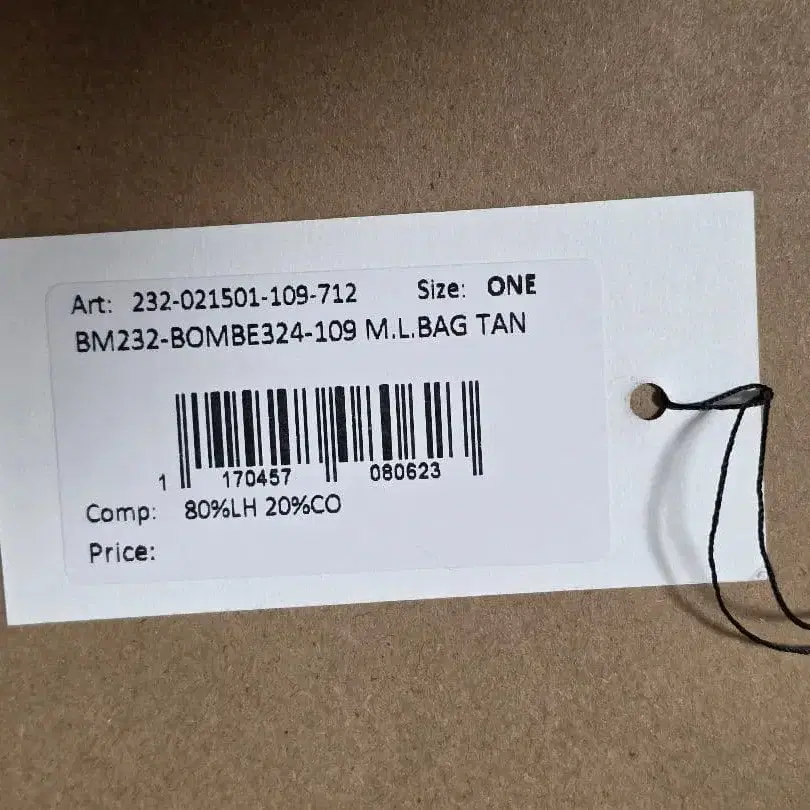 Art: 232-021501-109-712 Size: ONE
BM232-BOMBE324-109 M.L.BAG TAN
1 170457 080623
Comp: 80%LH 20%CO
Price: